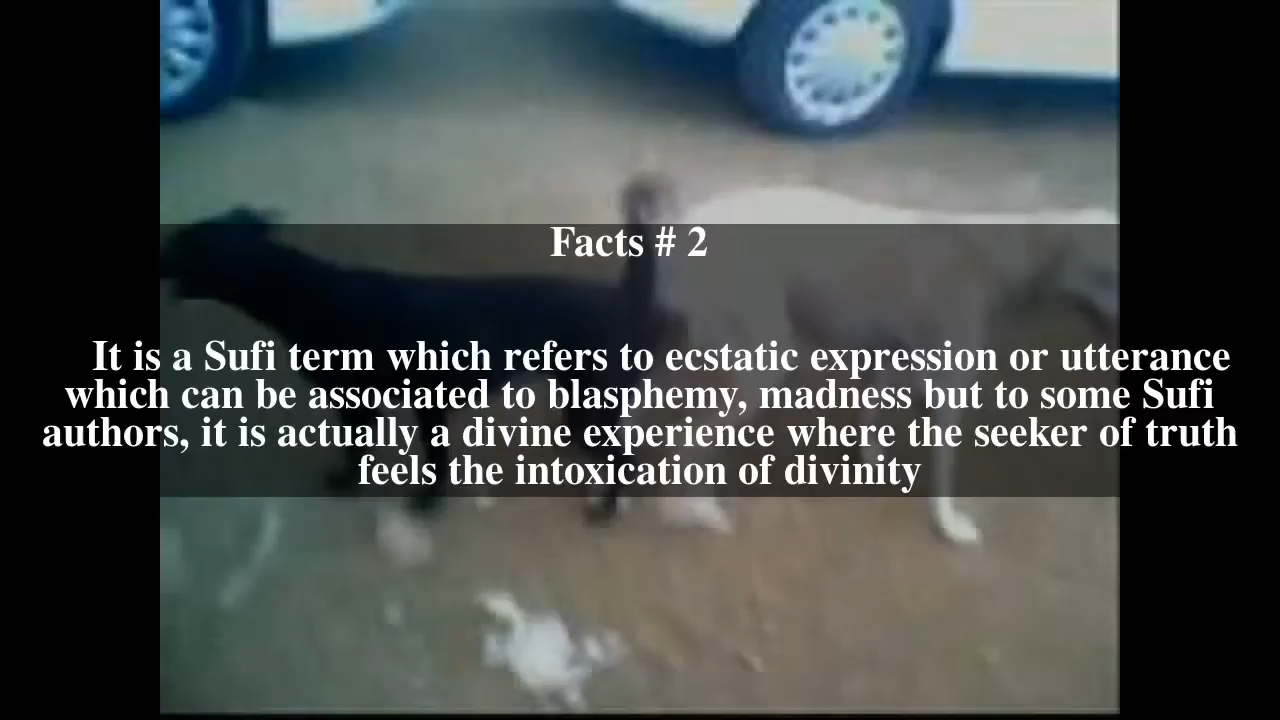 Facts # 2
It is a Sufi term which refers to ecstatic expression or utterance
which can be associated to blasphemy, madness but to some Sufi
authors, it is actually a divine experience where the seeker of truth
feels the intoxication of divinity